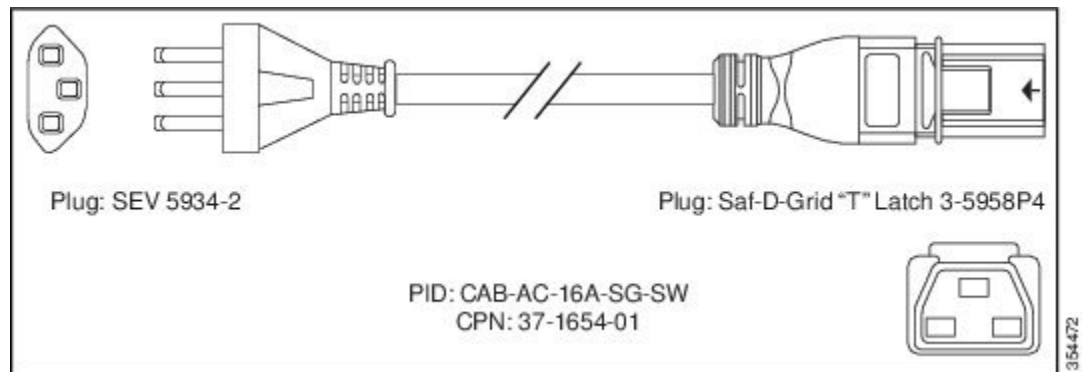 Plug: SEV 5934-2
Plug: Saf-D-Grid “T” Latch 3-5958P4
PID: CAB-AC-16A-SG-SW
CPN: 37-1654-01
354472